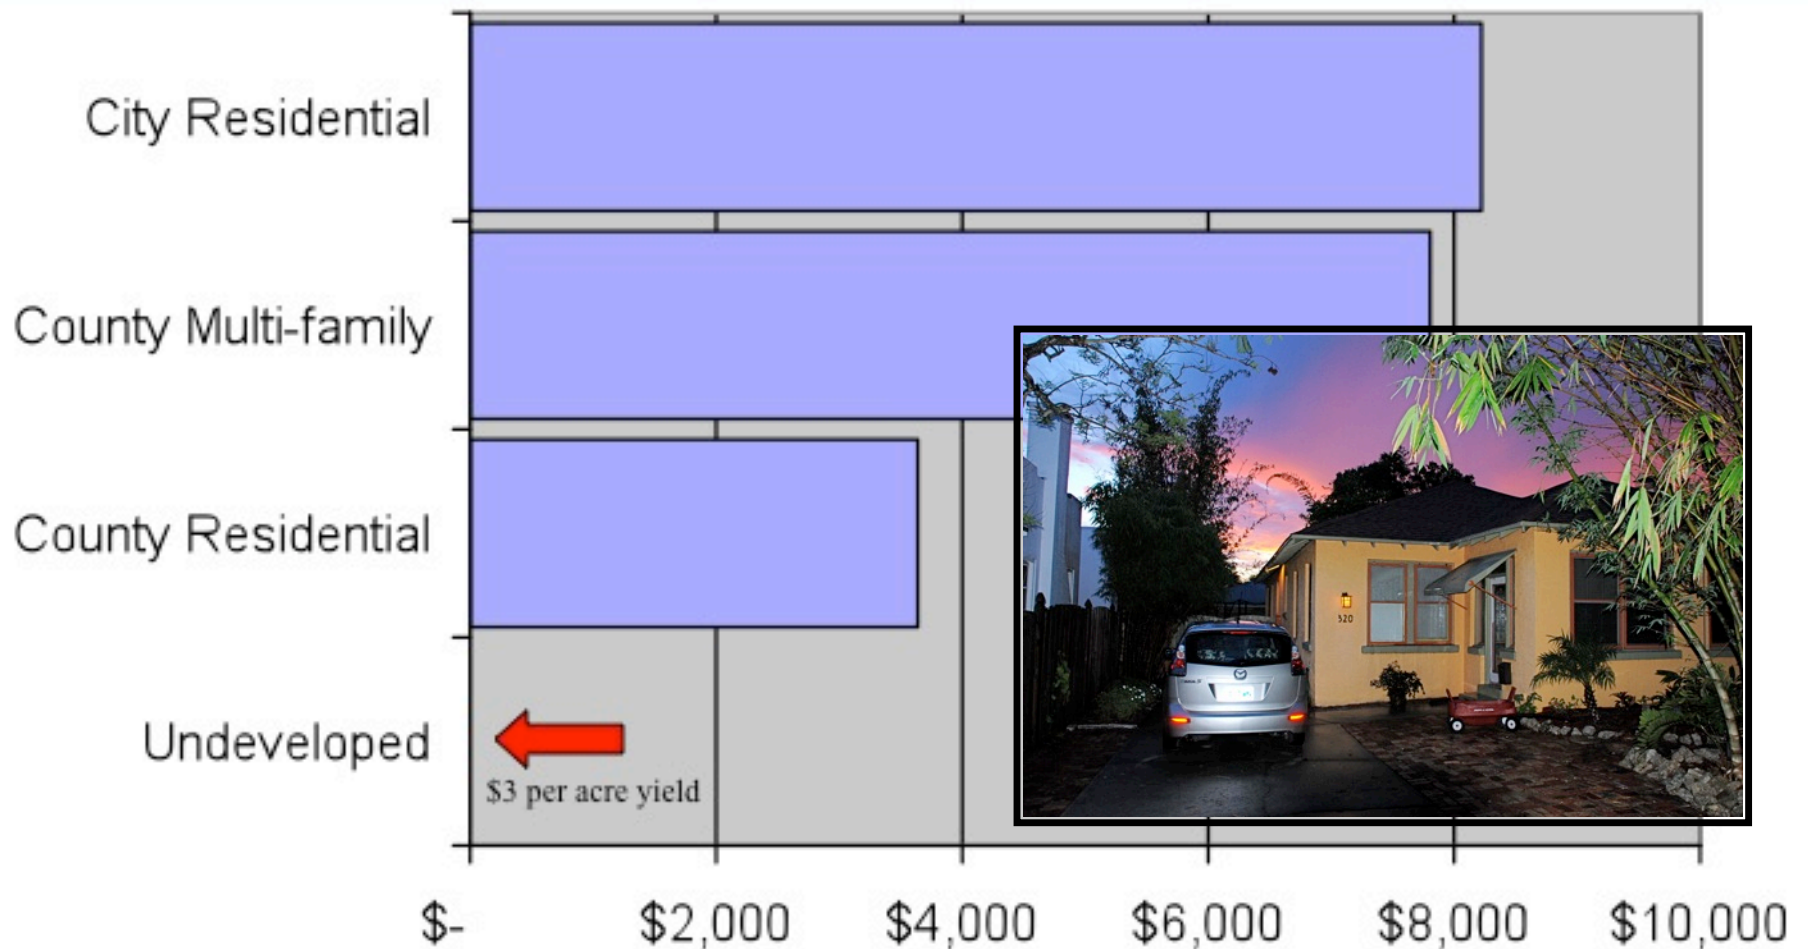 City Residential
County Multi-family
County Residential
Undeveloped
$3 per acre yield
520
$-
$2,000
$4,000
$6,000
$8,000
$10,000